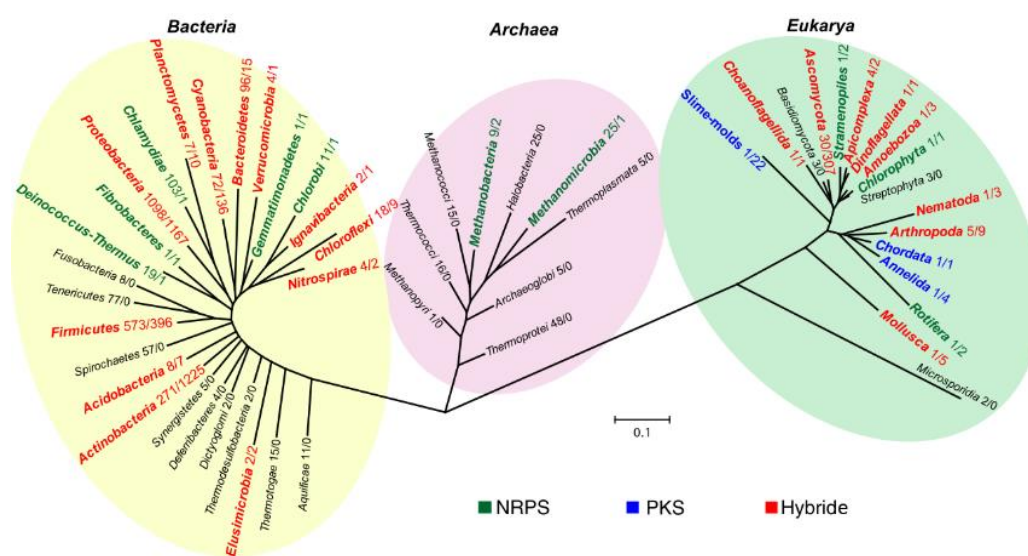 Bacteria
Archaea
Eukarya
Planctomycetes 7/10
Cyanobacteria 72/136
Bacteroidetes 96/15
Verrucomicrobia 4/1
Chlamydiae 103/1
Gemmatimonadetes 1/1
Proteobacteria 1098/1167
Chlorobi 11/1
Fibrobacteres 1/1
Ignavibacteria 2/1
Deinococcus-Thermus 19/1
Chloroflexi 18/9
Fusobacteria 8/0
Nitrospirae 4/2
Tenericutes 77/0
Firmicutes 573/396
Spirochaetes 57/0
Acidobacteria 8/7
Actinobacteria 271/1225
Synergistetes 5/0
Deferribacteres 4/0
Dictyoglomi 2/0
Thermodesulfobacteria 2/0
Elusimicrobia 2/2
Thermotogae 15/0
Aquificae 11/0
Methanococci 15/0
Methanobacteria 9/2
Halobacteria 25/0
Methanomicrobia 25/1
Thermoplasmata 5/0
Thermococci 16/0
Methanopyri 1/0
Archaeoglobi 5/0
Thermoprotei 48/0
Slime-molds 1/22
Choanoflagellida 1/1
Basidiomycota 3/0
Ascomycota 30/307
Stramenopiles 1/2
Apicomplexa 4/2
Dinoflagellata 1/1
Amoebozoa 1/3
Chlorophyta 1/1
Streptophyta 3/0
Nematoda 1/3
Arthropoda 5/9
Chordata 1/1
Annelida 1/4
Rotifera 1/2
Mollusca 1/5
Microsporidia 2/0
0.1
NRPS
PKS
Hybride